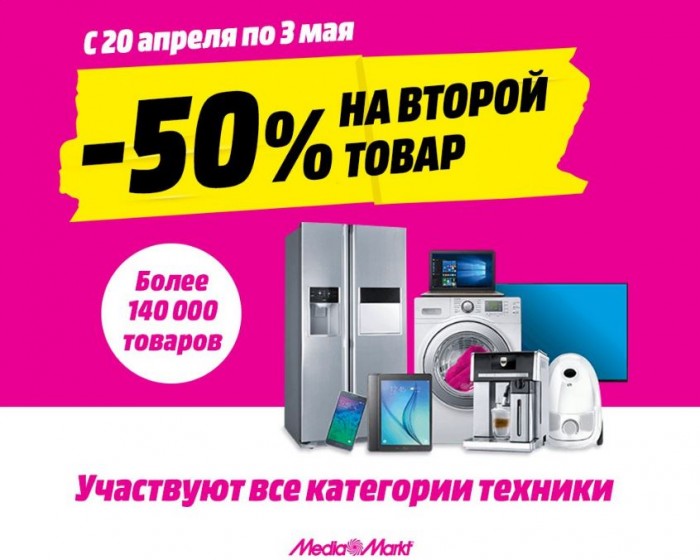 С 20 апреля по 3 мая
-50% НА ВТОРОЙ
ТОВАР
Более
140 000
товаров
Участвуют все категории техники
MediaMarkt